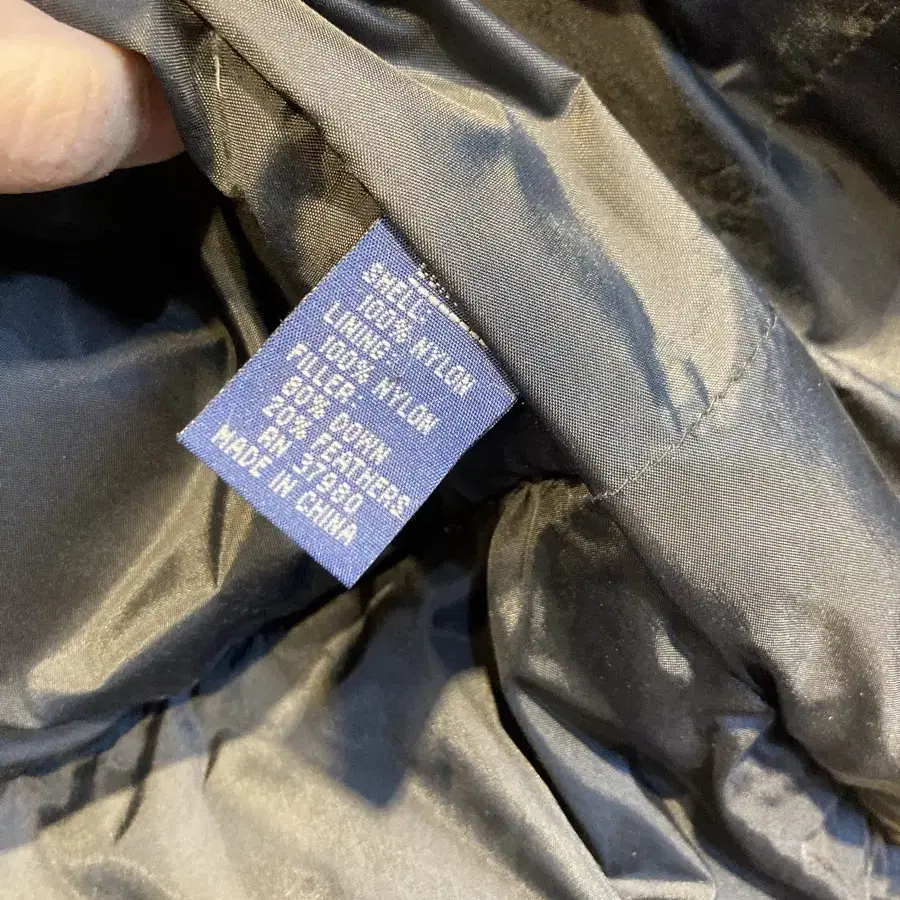 SHELL:
100% NYLON
LINING:
100% NYLON
FILLER:
80% DOWN
20% FEATHERS
RN 37980
MADE IN CHINA